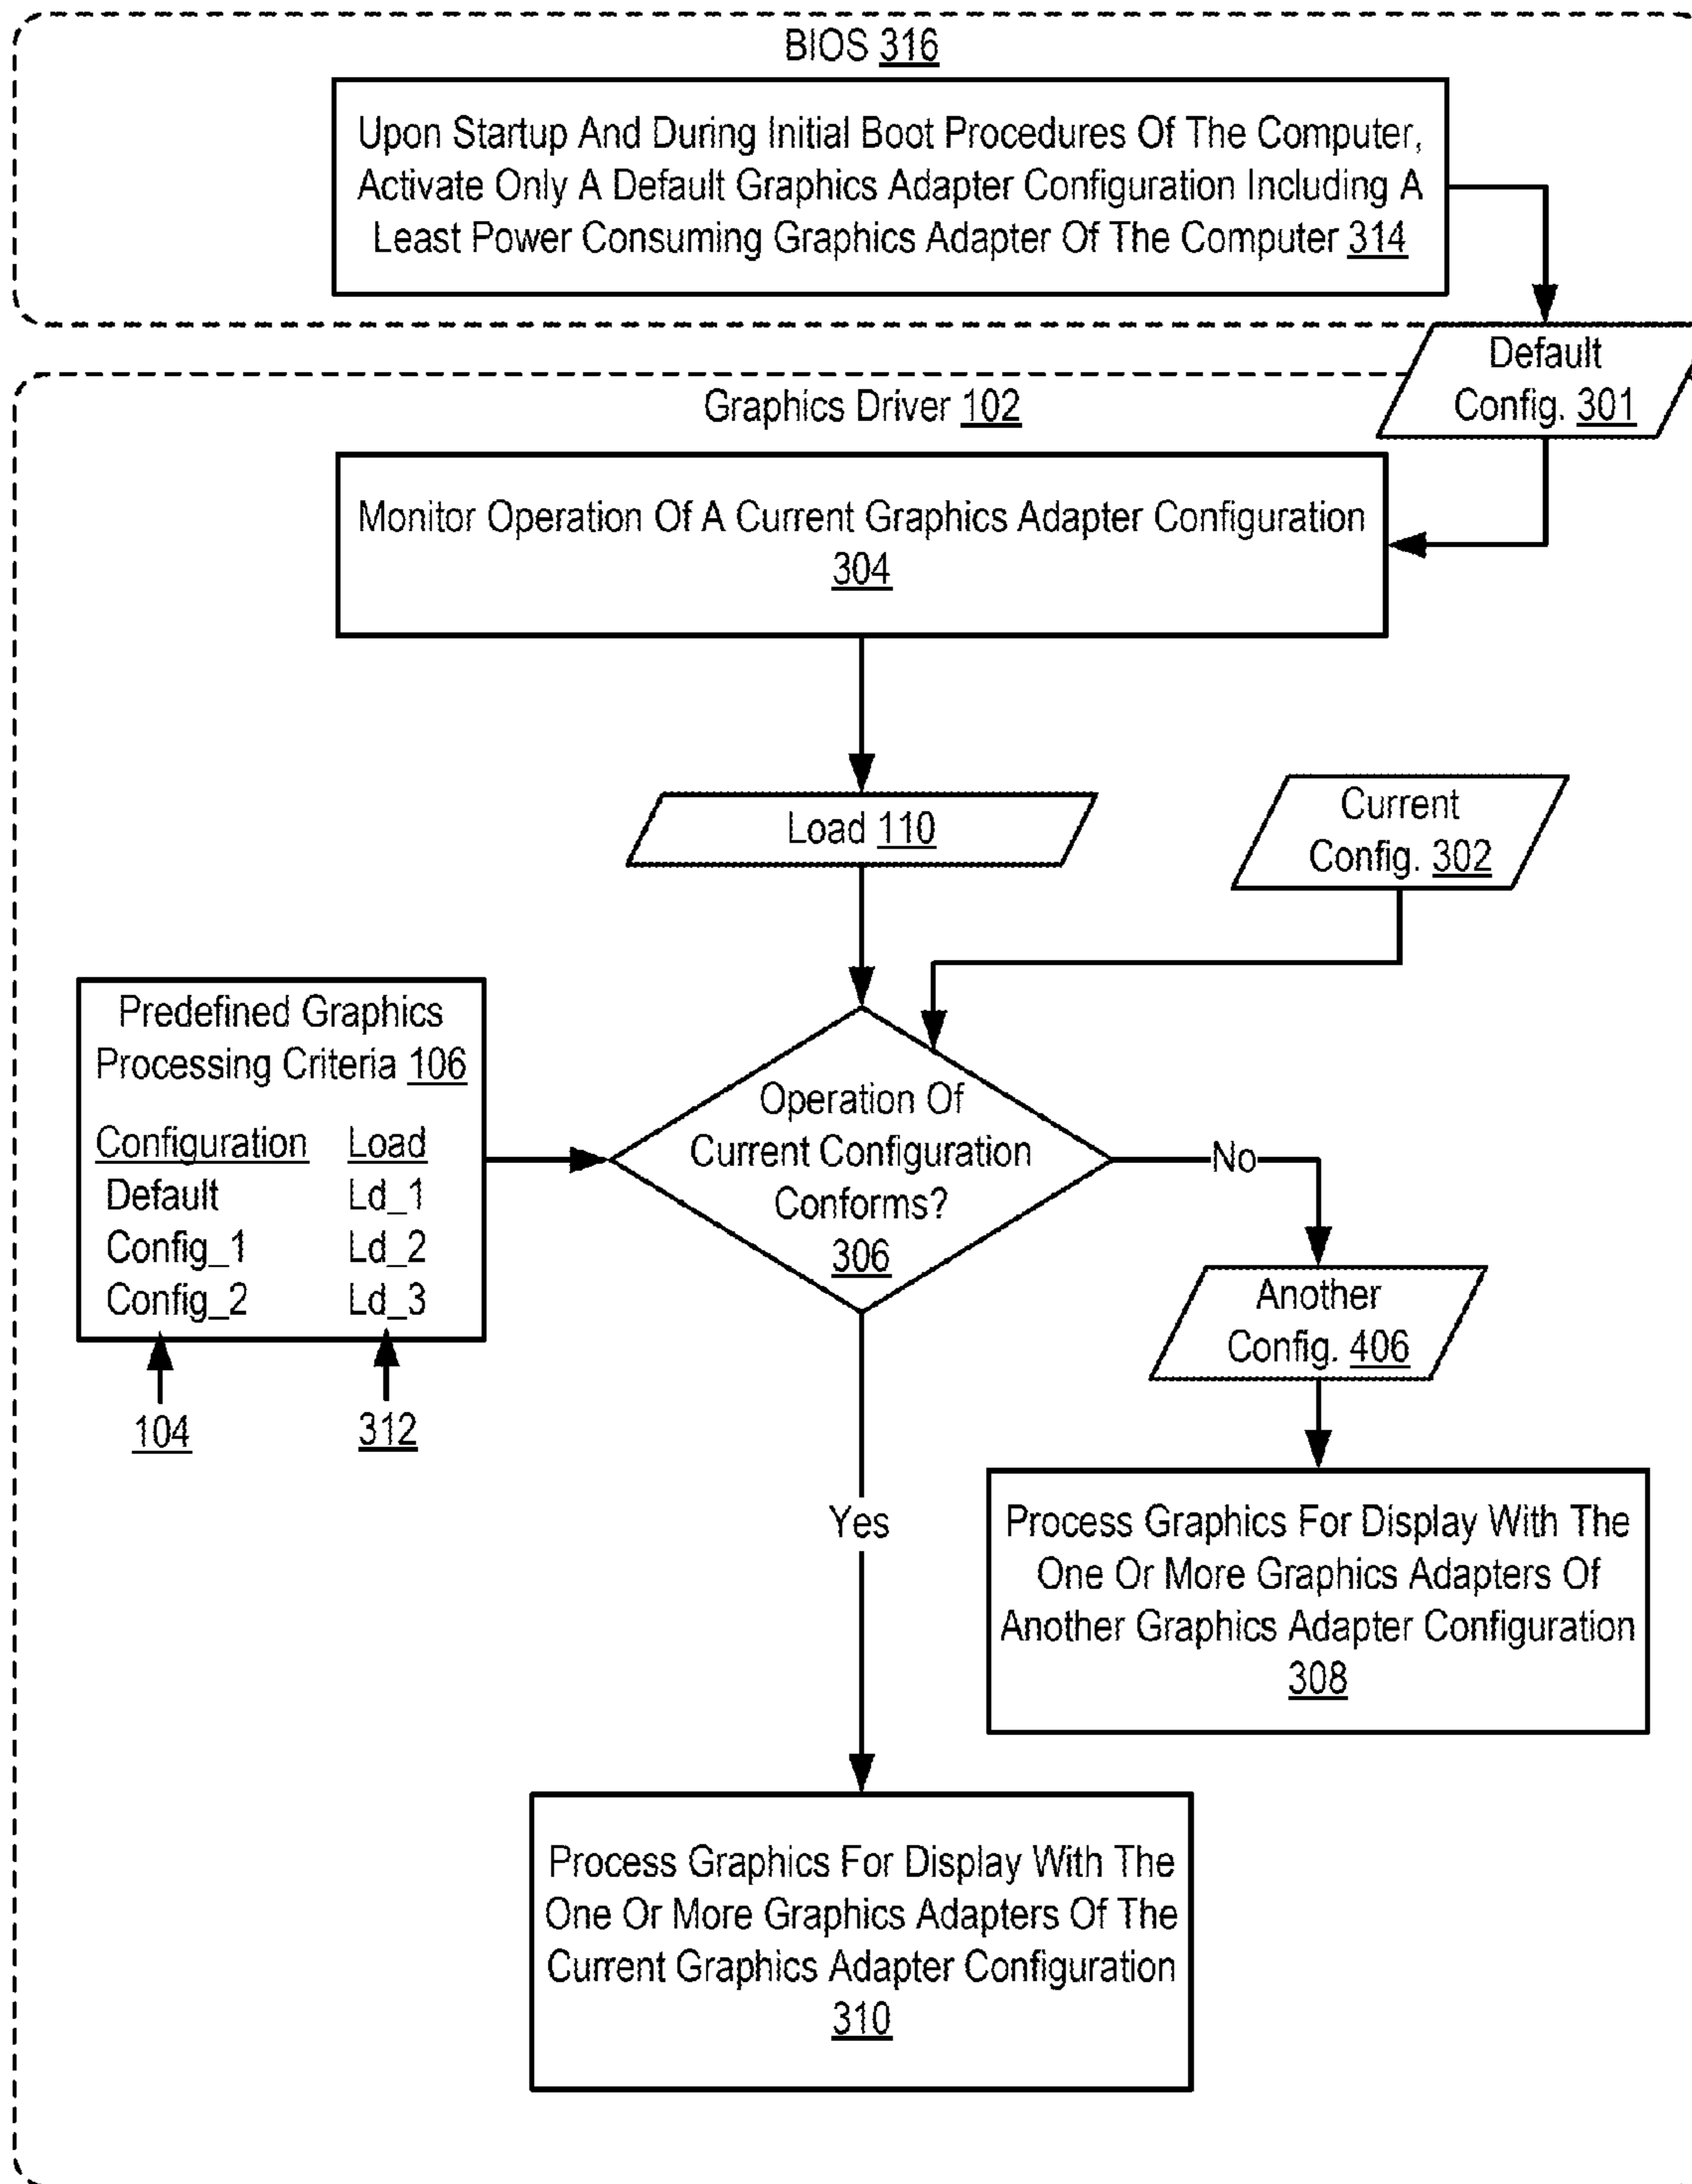 BIOS 316
Upon Startup And During Initial Boot Procedures Of The Computer,
Activate Only A Default Graphics Adapter Configuration Including A
Least Power Consuming Graphics Adapter Of The Computer 314
Default
Config. 301
Graphics Driver 102
Monitor Operation Of A Current Graphics Adapter Configuration
304
Load 110
Current
Config. 302
Predefined Graphics
Processing Criteria 106
Configuration Load
Default Ld_1
Config_1 Ld_2
Config_2 Ld_3
104
312
Operation Of
Current Configuration
Conforms?
306
No
Another
Config. 406
Yes
Process Graphics For Display With The
One Or More Graphics Adapters Of
Another Graphics Adapter Configuration
308
Process Graphics For Display With The
One Or More Graphics Adapters Of The
Current Graphics Adapter Configuration
310